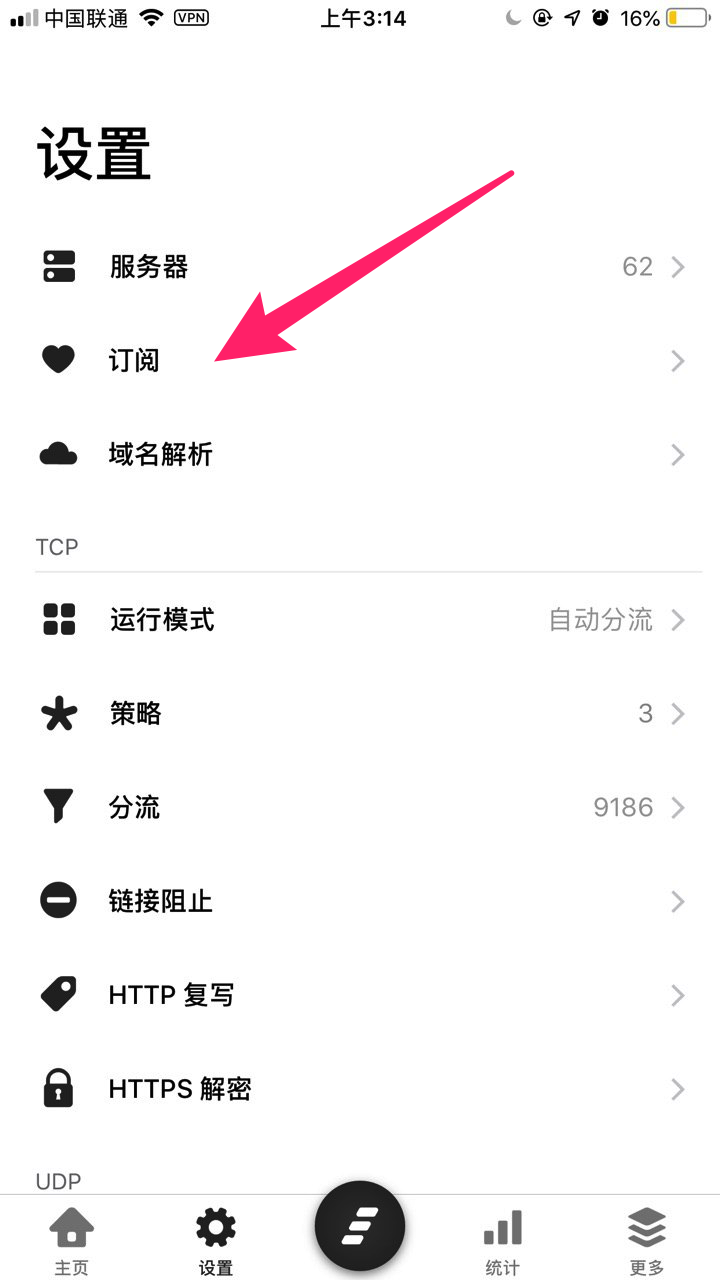 中国联通 VPN 上午3:14 16%
设置
服务器 62
订阅
域名解析
TCP
运行模式 自动分流
策略 3
分流 9186
链接阻止
HTTP 复写
HTTPS 解密
UDP
主页 设置 统计 更多